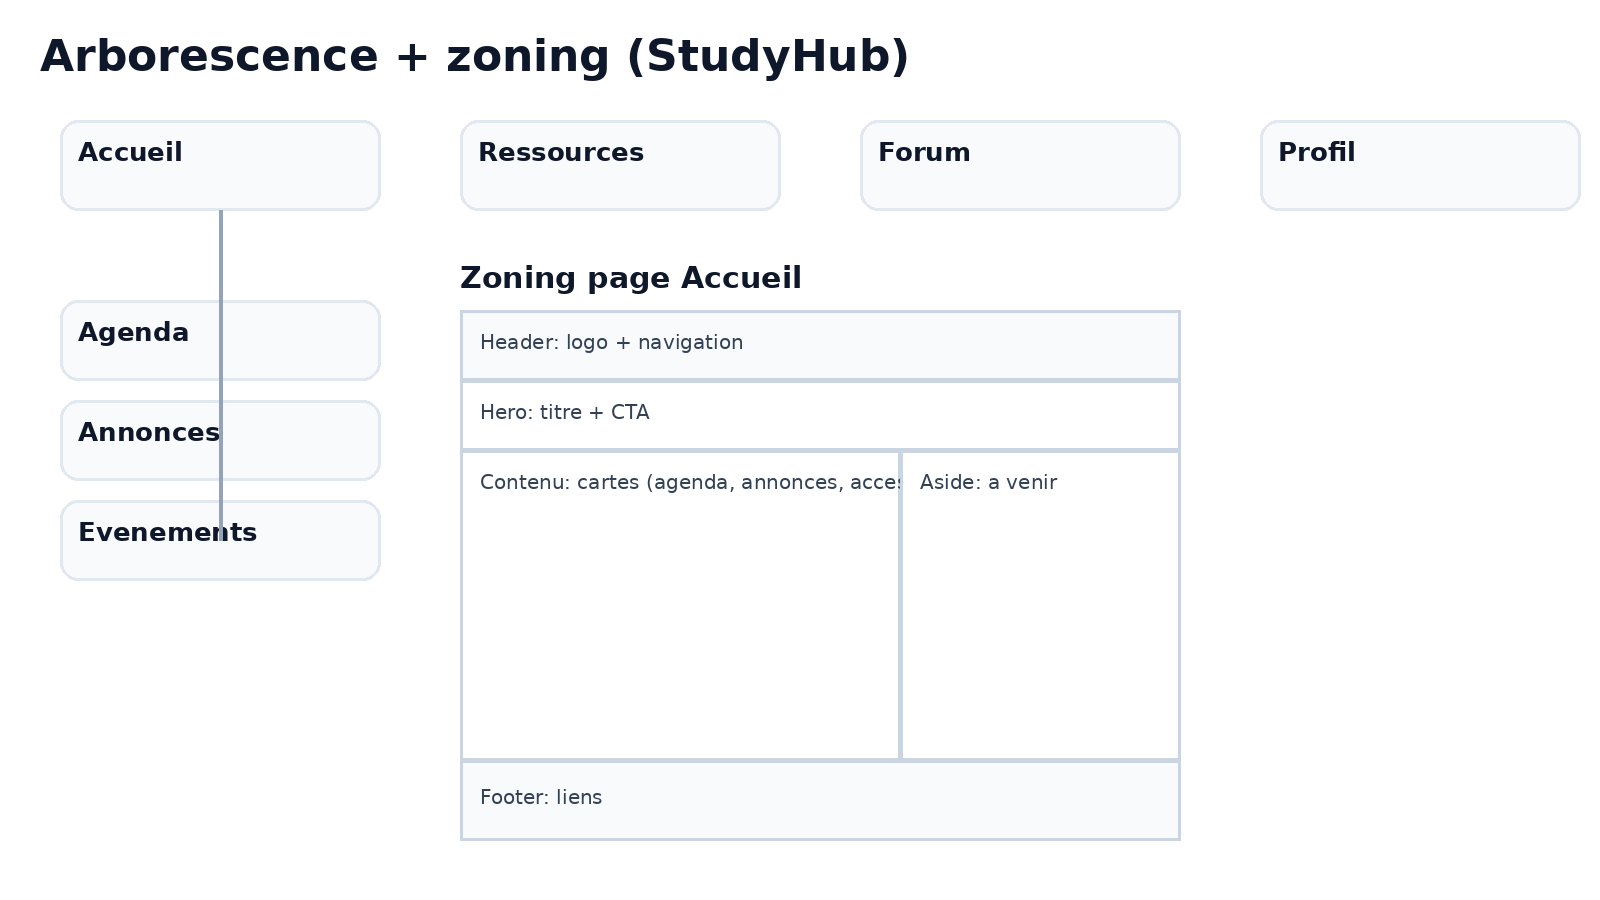 Arborescence + zoning (StudyHub)
Accueil
Ressources
Forum
Profil
Agenda
Annonces
Evenements
Zoning page Accueil
Header: logo + navigation
Hero: titre + CTA
Contenu: cartes (agenda, annonces,
Aside: a venir
Footer: liens